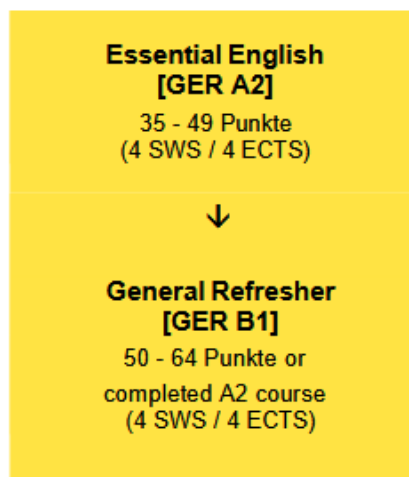 Essential English
[GER A2]
35 - 49 Punkte
(4 SWS / 4 ECTS)
↓
General Refresher
[GER B1]
50 - 64 Punkte or
completed A2 course
(4 SWS / 4 ECTS)